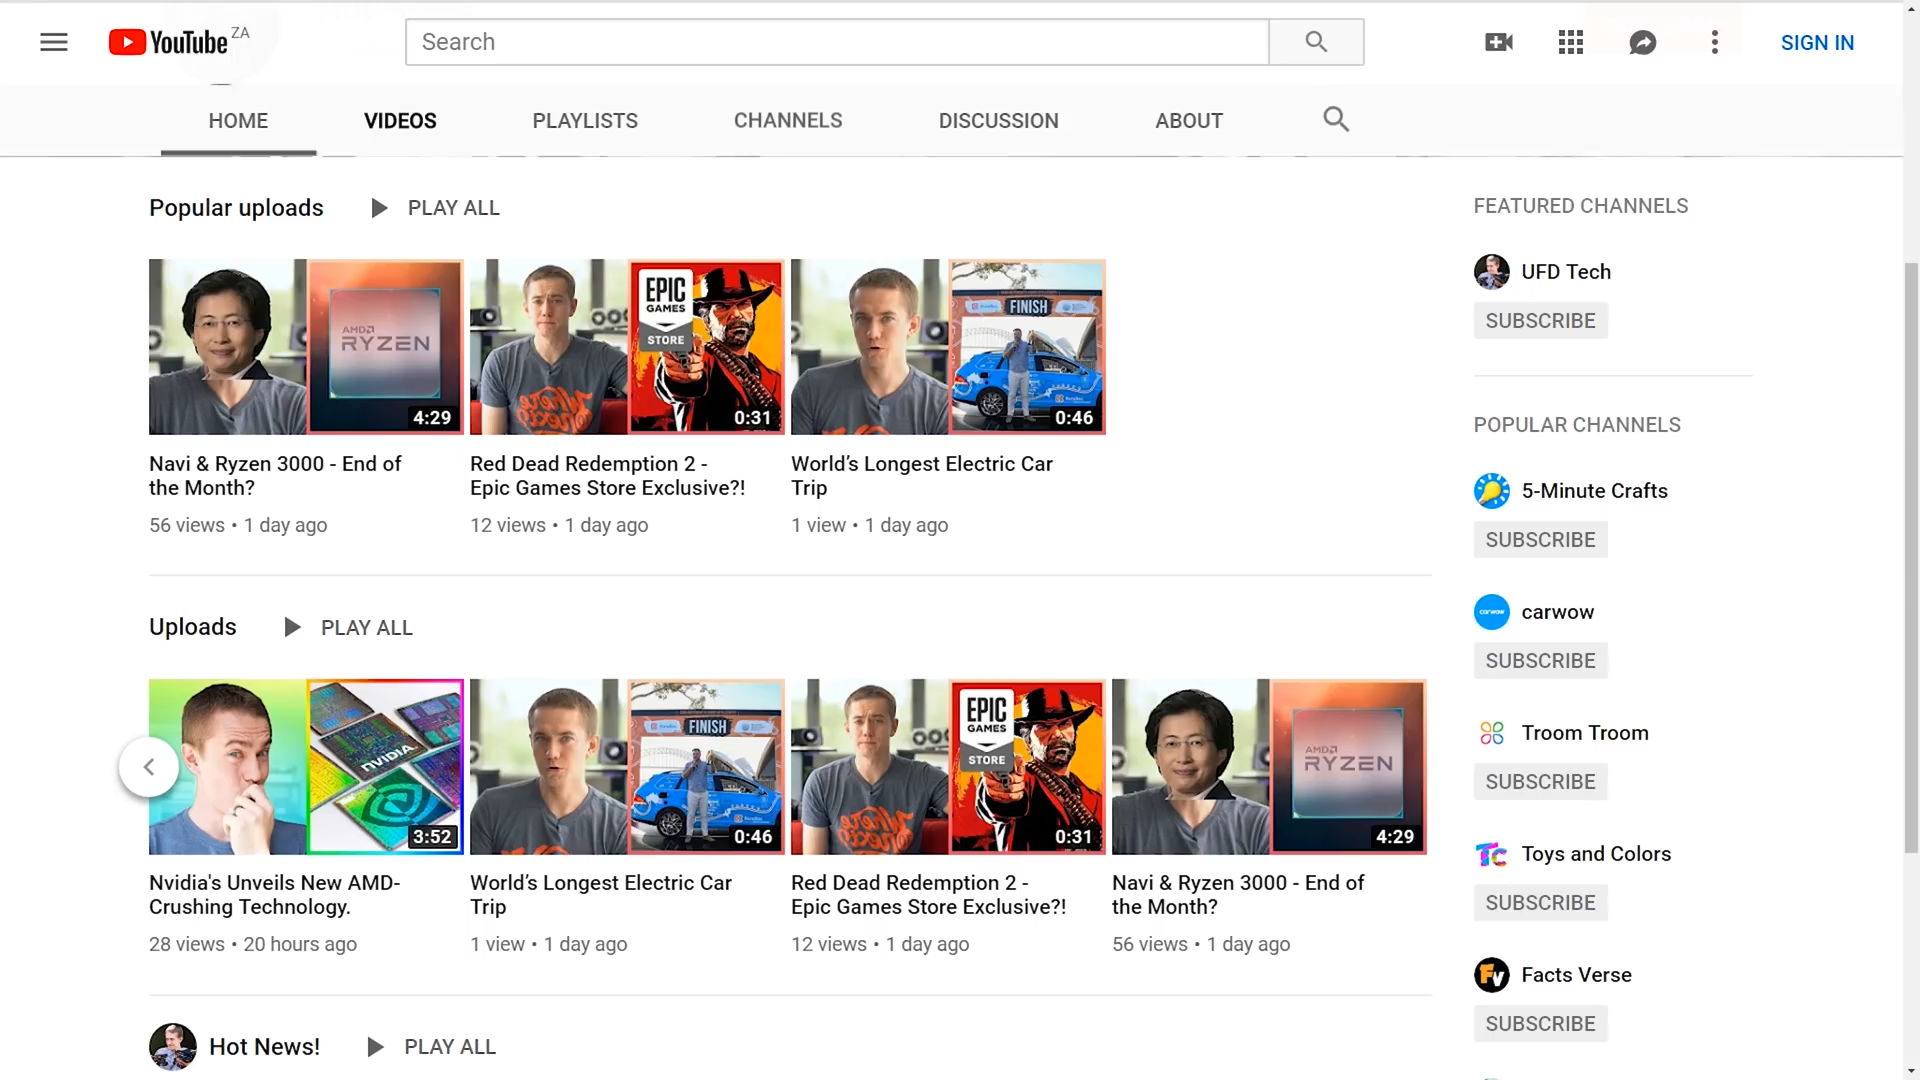 YouTube ZA
Search
SIGN IN
HOME
VIDEOS
PLAYLISTS
CHANNELS
DISCUSSION
ABOUT
Popular uploads
PLAY ALL
AMD
RYZEN
4:29
Navi & Ryzen 3000 - End of
the Month?
56 views • 1 day ago
EPIC
GAMES
STORE
0:31
Red Dead Redemption 2 -
Epic Games Store Exclusive?!
12 views • 1 day ago
FINISH
0:46
World’s Longest Electric Car
Trip
1 view • 1 day ago
Uploads
PLAY ALL
NVIDIA
3:52
Nvidia's Unveils New AMD-
Crushing Technology.
28 views • 20 hours ago
FINISH
0:46
World’s Longest Electric Car
Trip
1 view • 1 day ago
EPIC
GAMES
STORE
0:31
Red Dead Redemption 2 -
Epic Games Store Exclusive?!
12 views • 1 day ago
AMD
RYZEN
4:29
Navi & Ryzen 3000 - End of
the Month?
56 views • 1 day ago
Hot News!
PLAY ALL
FEATURED CHANNELS
UFD Tech
SUBSCRIBE
POPULAR CHANNELS
5-Minute Crafts
SUBSCRIBE
carwow
carwow
SUBSCRIBE
Troom Troom
SUBSCRIBE
Tc
Toys and Colors
SUBSCRIBE
FV
Facts Verse
SUBSCRIBE